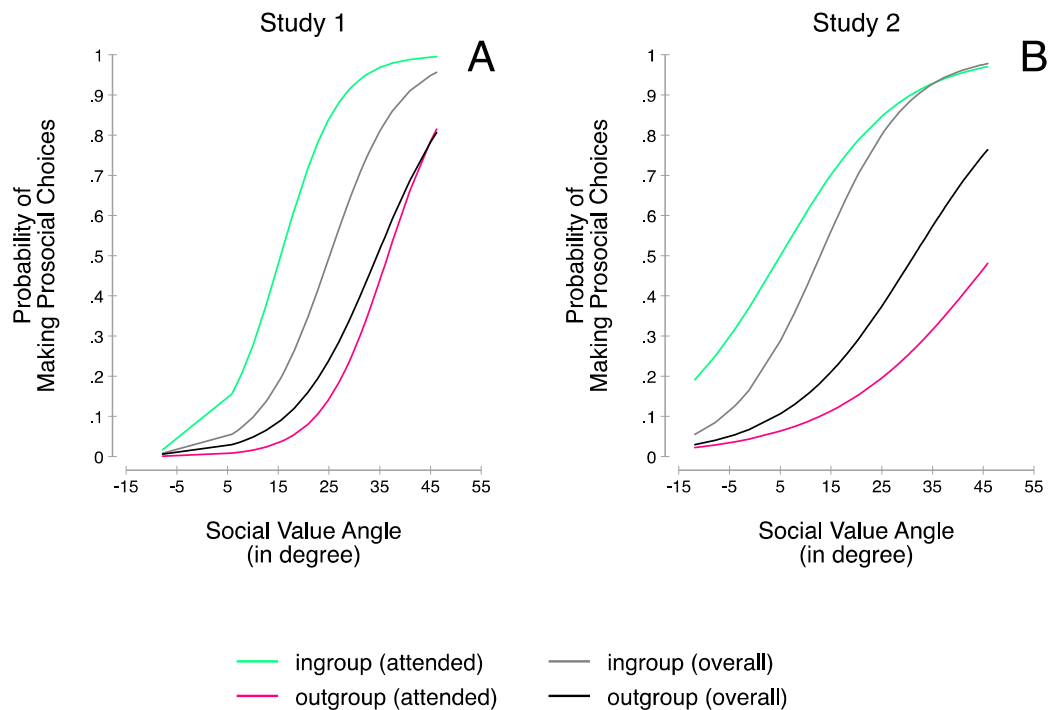 Study 1
A
Probability of
Making Prosocial Choices
1
.9
.8
.7
.6
.5
.4
.3
.2
.1
0
-15 -5 5 15 25 35 45 55
Social Value Angle
(in degree)
Study 2
B
Probability of
Making Prosocial Choices
1
.9
.8
.7
.6
.5
.4
.3
.2
.1
0
-15 -5 5 15 25 35 45 55
Social Value Angle
(in degree)
ingroup (attended) ingroup (overall)
outgroup (attended) outgroup (overall)